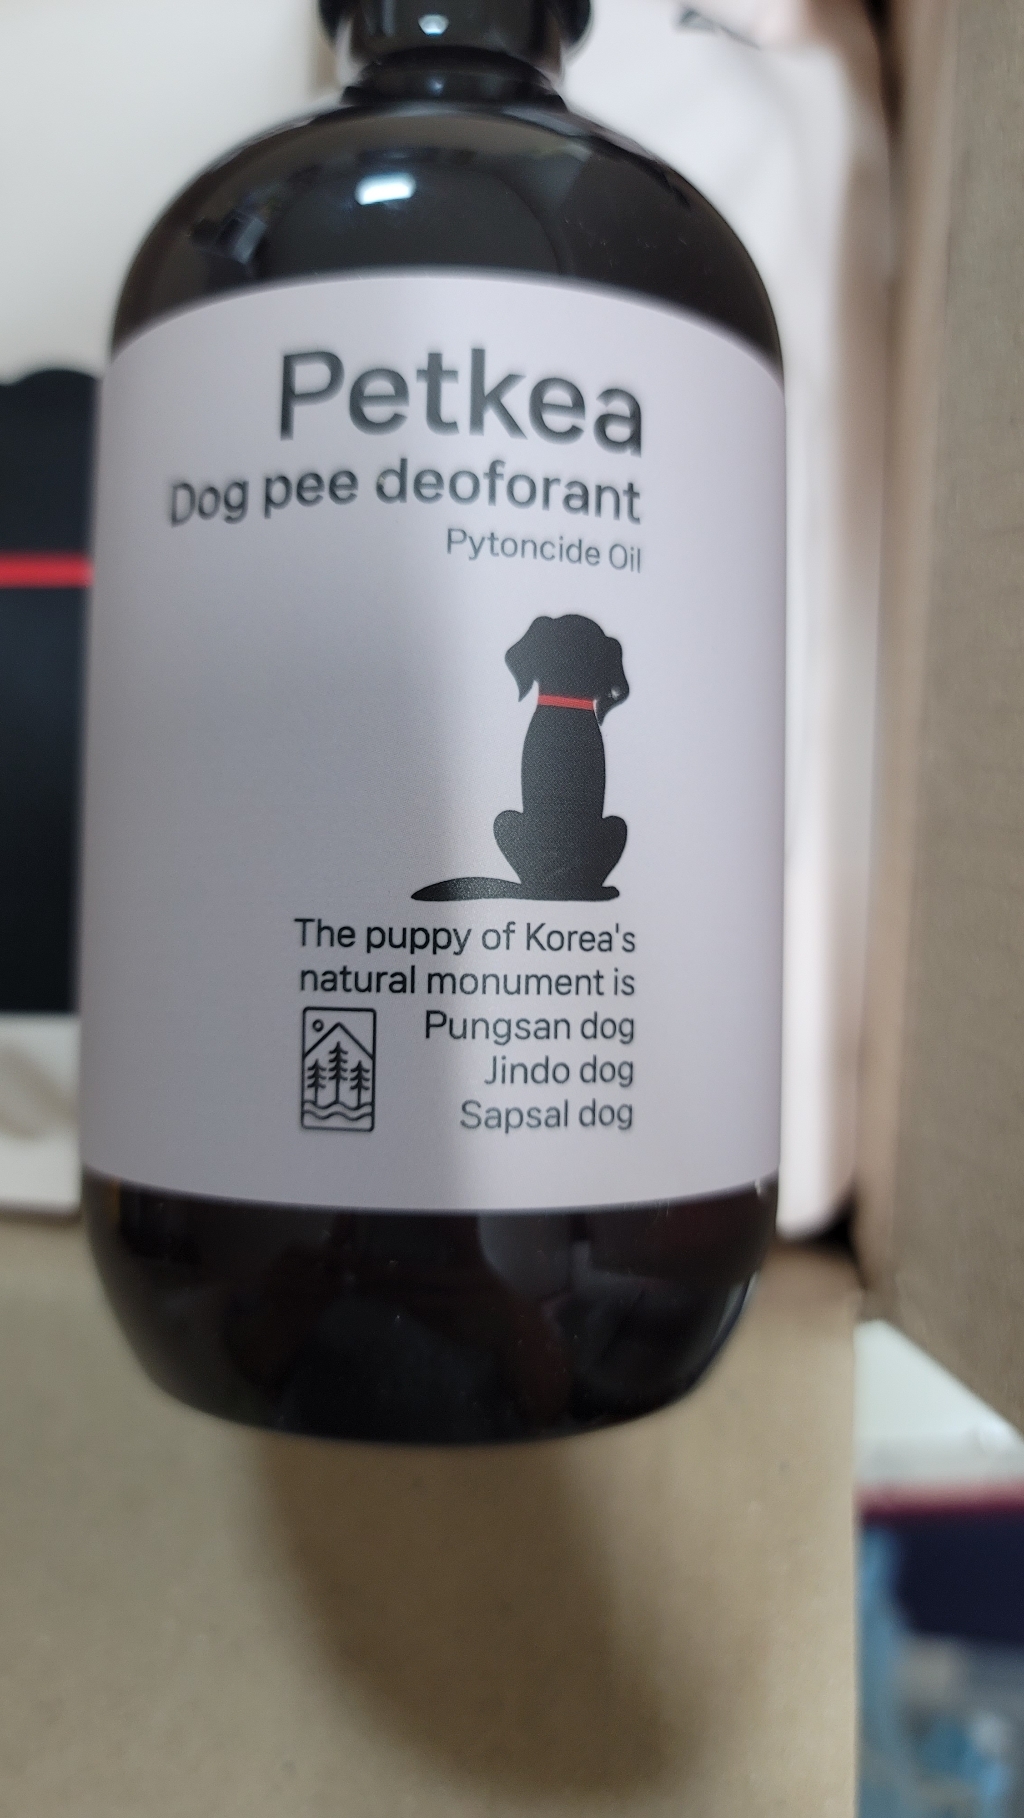 Petkea
Dog pee deoforant
Pytoncide Oil
The puppy of Korea's
natural monument is
Pungsan dog
Jindo dog
Sapsal dog